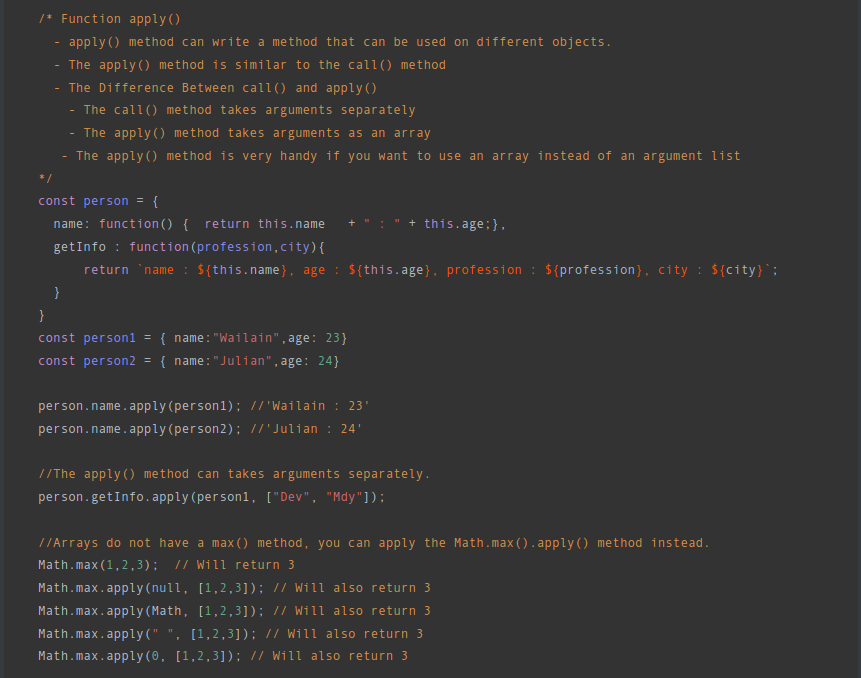 /* Function apply()
- apply() method can write a method that can be used on different objects.
- The apply() method is similar to the call() method
- The Difference Between call() and apply()
- The call() method takes arguments separately
- The apply() method takes arguments as an array
- The apply() method is very handy if you want to use an array instead of an argument list
*/
const person = {
name: function() {  return this.name   + " : " + this.age;},
getInfo : function(profession,city){
return `name : ${this.name}, age : ${this.age}, profession : ${profession}, city : ${city}`;
}
}
const person1 = { name:"Wailain",age: 23}
const person2 = { name:"Julian",age: 24}
person.name.apply(person1); //'Wailain : 23'
person.name.apply(person2); //'Julian : 24'
//The apply() method can takes arguments separately.
person.getInfo.apply(person1, ["Dev", "Mdy"]);
//Arrays do not have a max() method, you can apply the Math.max().apply() method instead.
Math.max(1,2,3);  // Will return 3
Math.max.apply(null, [1,2,3]); // Will also return 3
Math.max.apply(Math, [1,2,3]); // Will also return 3
Math.max.apply(" ", [1,2,3]); // Will also return 3
Math.max.apply(0, [1,2,3]); // Will also return 3